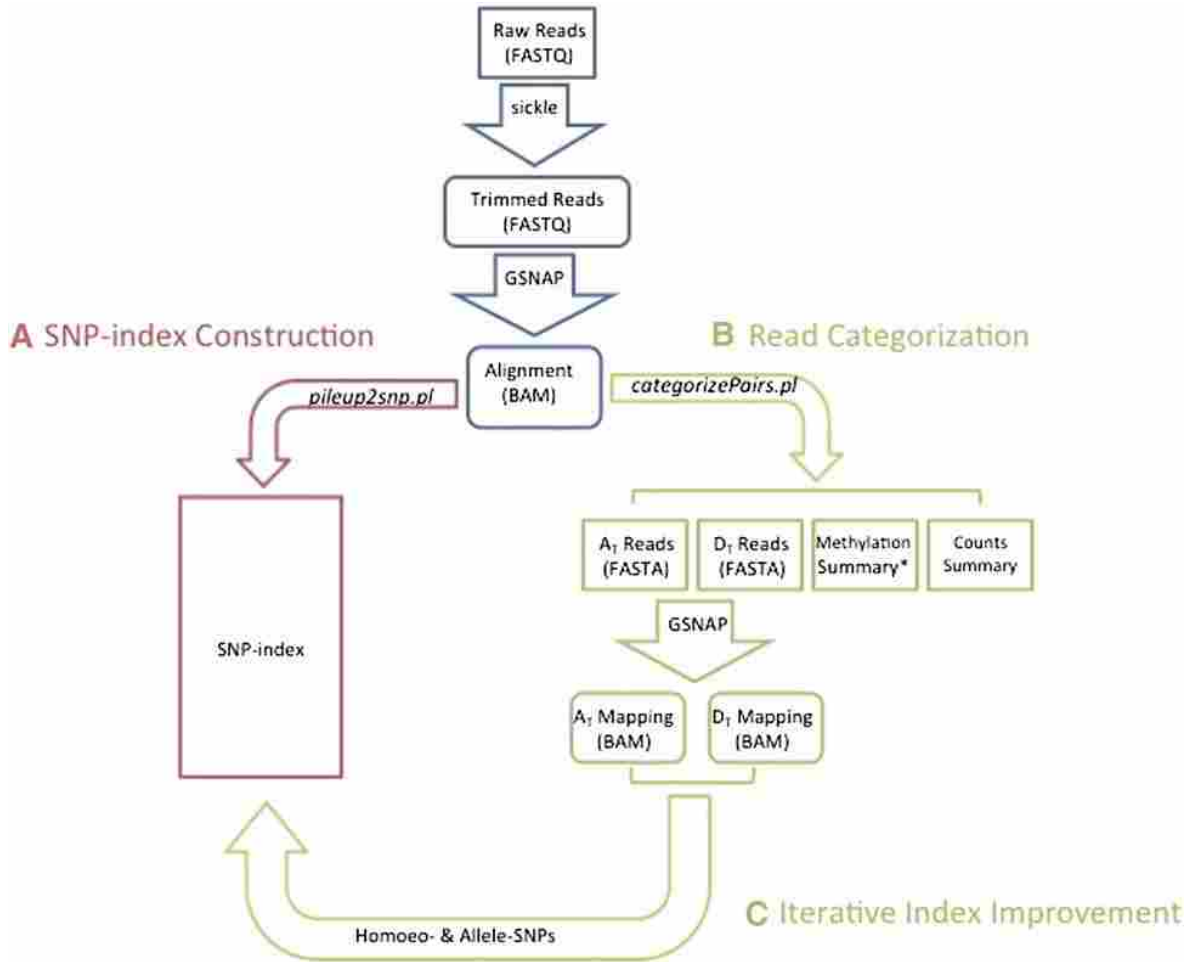 Raw Reads
(FASTQ)
sickle
Trimmed Reads
(FASTQ)
GSNAP
A SNP-index Construction
B Read Categorization
Alignment
(BAM)
pileup2snp.pl
categorizePairs.pl
A_T Reads
(FASTA)
D_T Reads
(FASTA)
Methylation
Summary*
Counts
Summary
GSNAP
SNP-index
A_T Mapping
(BAM)
D_T Mapping
(BAM)
C Iterative Index Improvement
Homoeo- & Allele-SNPs